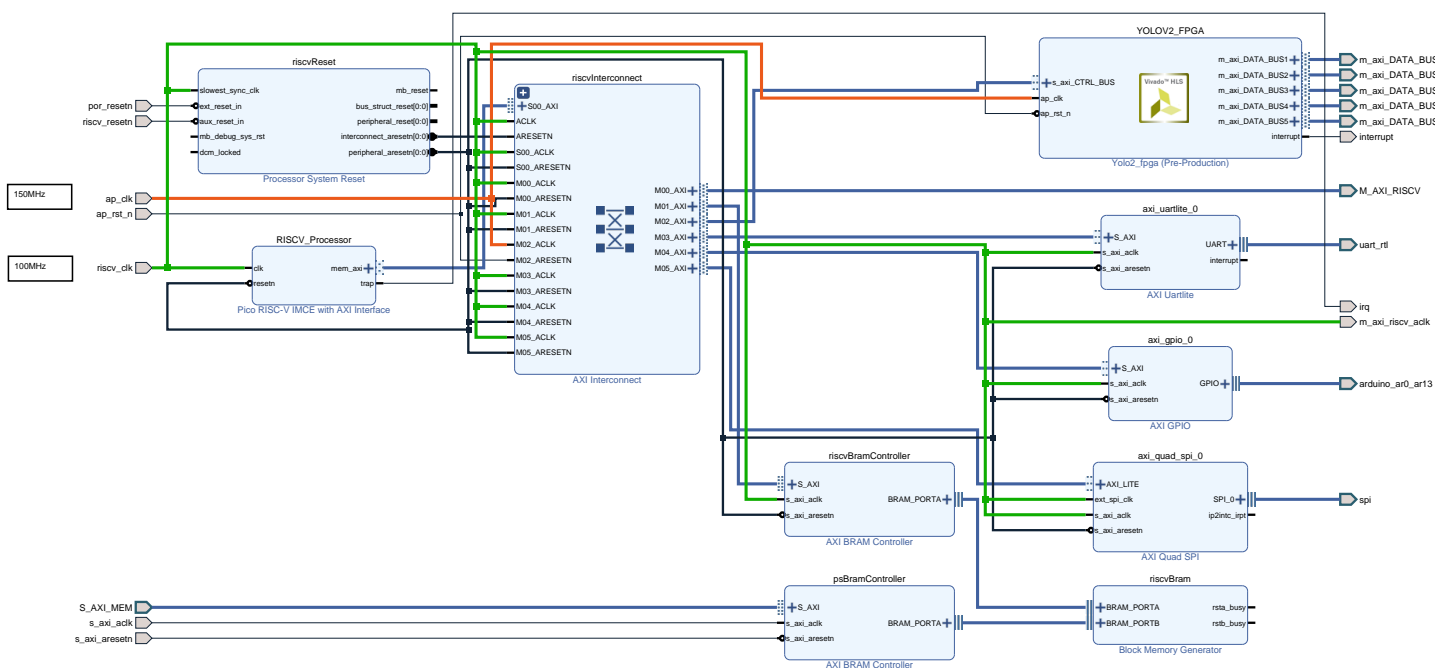 riscvReset
slowest_sync_clk
ext_reset_in
aux_reset_in
mb_debug_sys_rst
dcm_locked
mb_reset
bus_struct_reset[0:0]
peripheral_reset[0:0]
interconnect_aresetn[0:0]
peripheral_aresetn[0:0]
Processor System Reset
por_resetn
riscv_resetn
150MHz
ap_clk
ap_rst_n
100MHz
riscv_clk
RISCV_Processor
clk
resetn
mem_axi
trap
Pico RISC-V IMCE with AXI Interface
riscvInterconnect
S00_AXI
ACLK
ARESETN
S00_ACLK
S00_ARESETN
M00_ACLK
M00_ARESETN
M01_ACLK
M01_ARESETN
M02_ACLK
M02_ARESETN
M03_ACLK
M03_ARESETN
M04_ACLK
M04_ARESETN
M05_ACLK
M05_ARESETN
M00_AXI
M01_AXI
M02_AXI
M03_AXI
M04_AXI
M05_AXI
AXI Interconnect
YOLOV2_FPGA
s_axi_CTRL_BUS
ap_clk
ap_rst_n
Vivado™ HLS
m_axi_DATA_BUS1
m_axi_DATA_BUS2
m_axi_DATA_BUS3
m_axi_DATA_BUS4
m_axi_DATA_BUS5
interrupt
Yolo2_fpga (Pre-Production)
m_axi_DATA_BUS
m_axi_DATA_BUS
m_axi_DATA_BUS
m_axi_DATA_BUS
m_axi_DATA_BUS
interrupt
M_AXI_RISCV
axi_uartlite_0
S_AXI
s_axi_aclk
s_axi_aresetn
UART
interrupt
AXI Uartlite
uart_rtl
irq
m_axi_riscv_aclk
axi_gpio_0
S_AXI
s_axi_aclk
s_axi_aresetn
GPIO
AXI GPIO
arduino_ar0_ar13
riscvBramController
S_AXI
s_axi_aclk
s_axi_aresetn
BRAM_PORTA
AXI BRAM Controller
axi_quad_spi_0
AXI_LITE
ext_spi_clk
s_axi_aclk
s_axi_aresetn
SPI_0
ip2intc_irpt
AXI Quad SPI
spi
S_AXI_MEM
s_axi_aclk
s_axi_aresetn
psBramController
S_AXI
s_axi_aclk
s_axi_aresetn
BRAM_PORTA
AXI BRAM Controller
riscvBram
BRAM_PORTA
BRAM_PORTB
rsta_busy
rstb_busy
Block Memory Generator